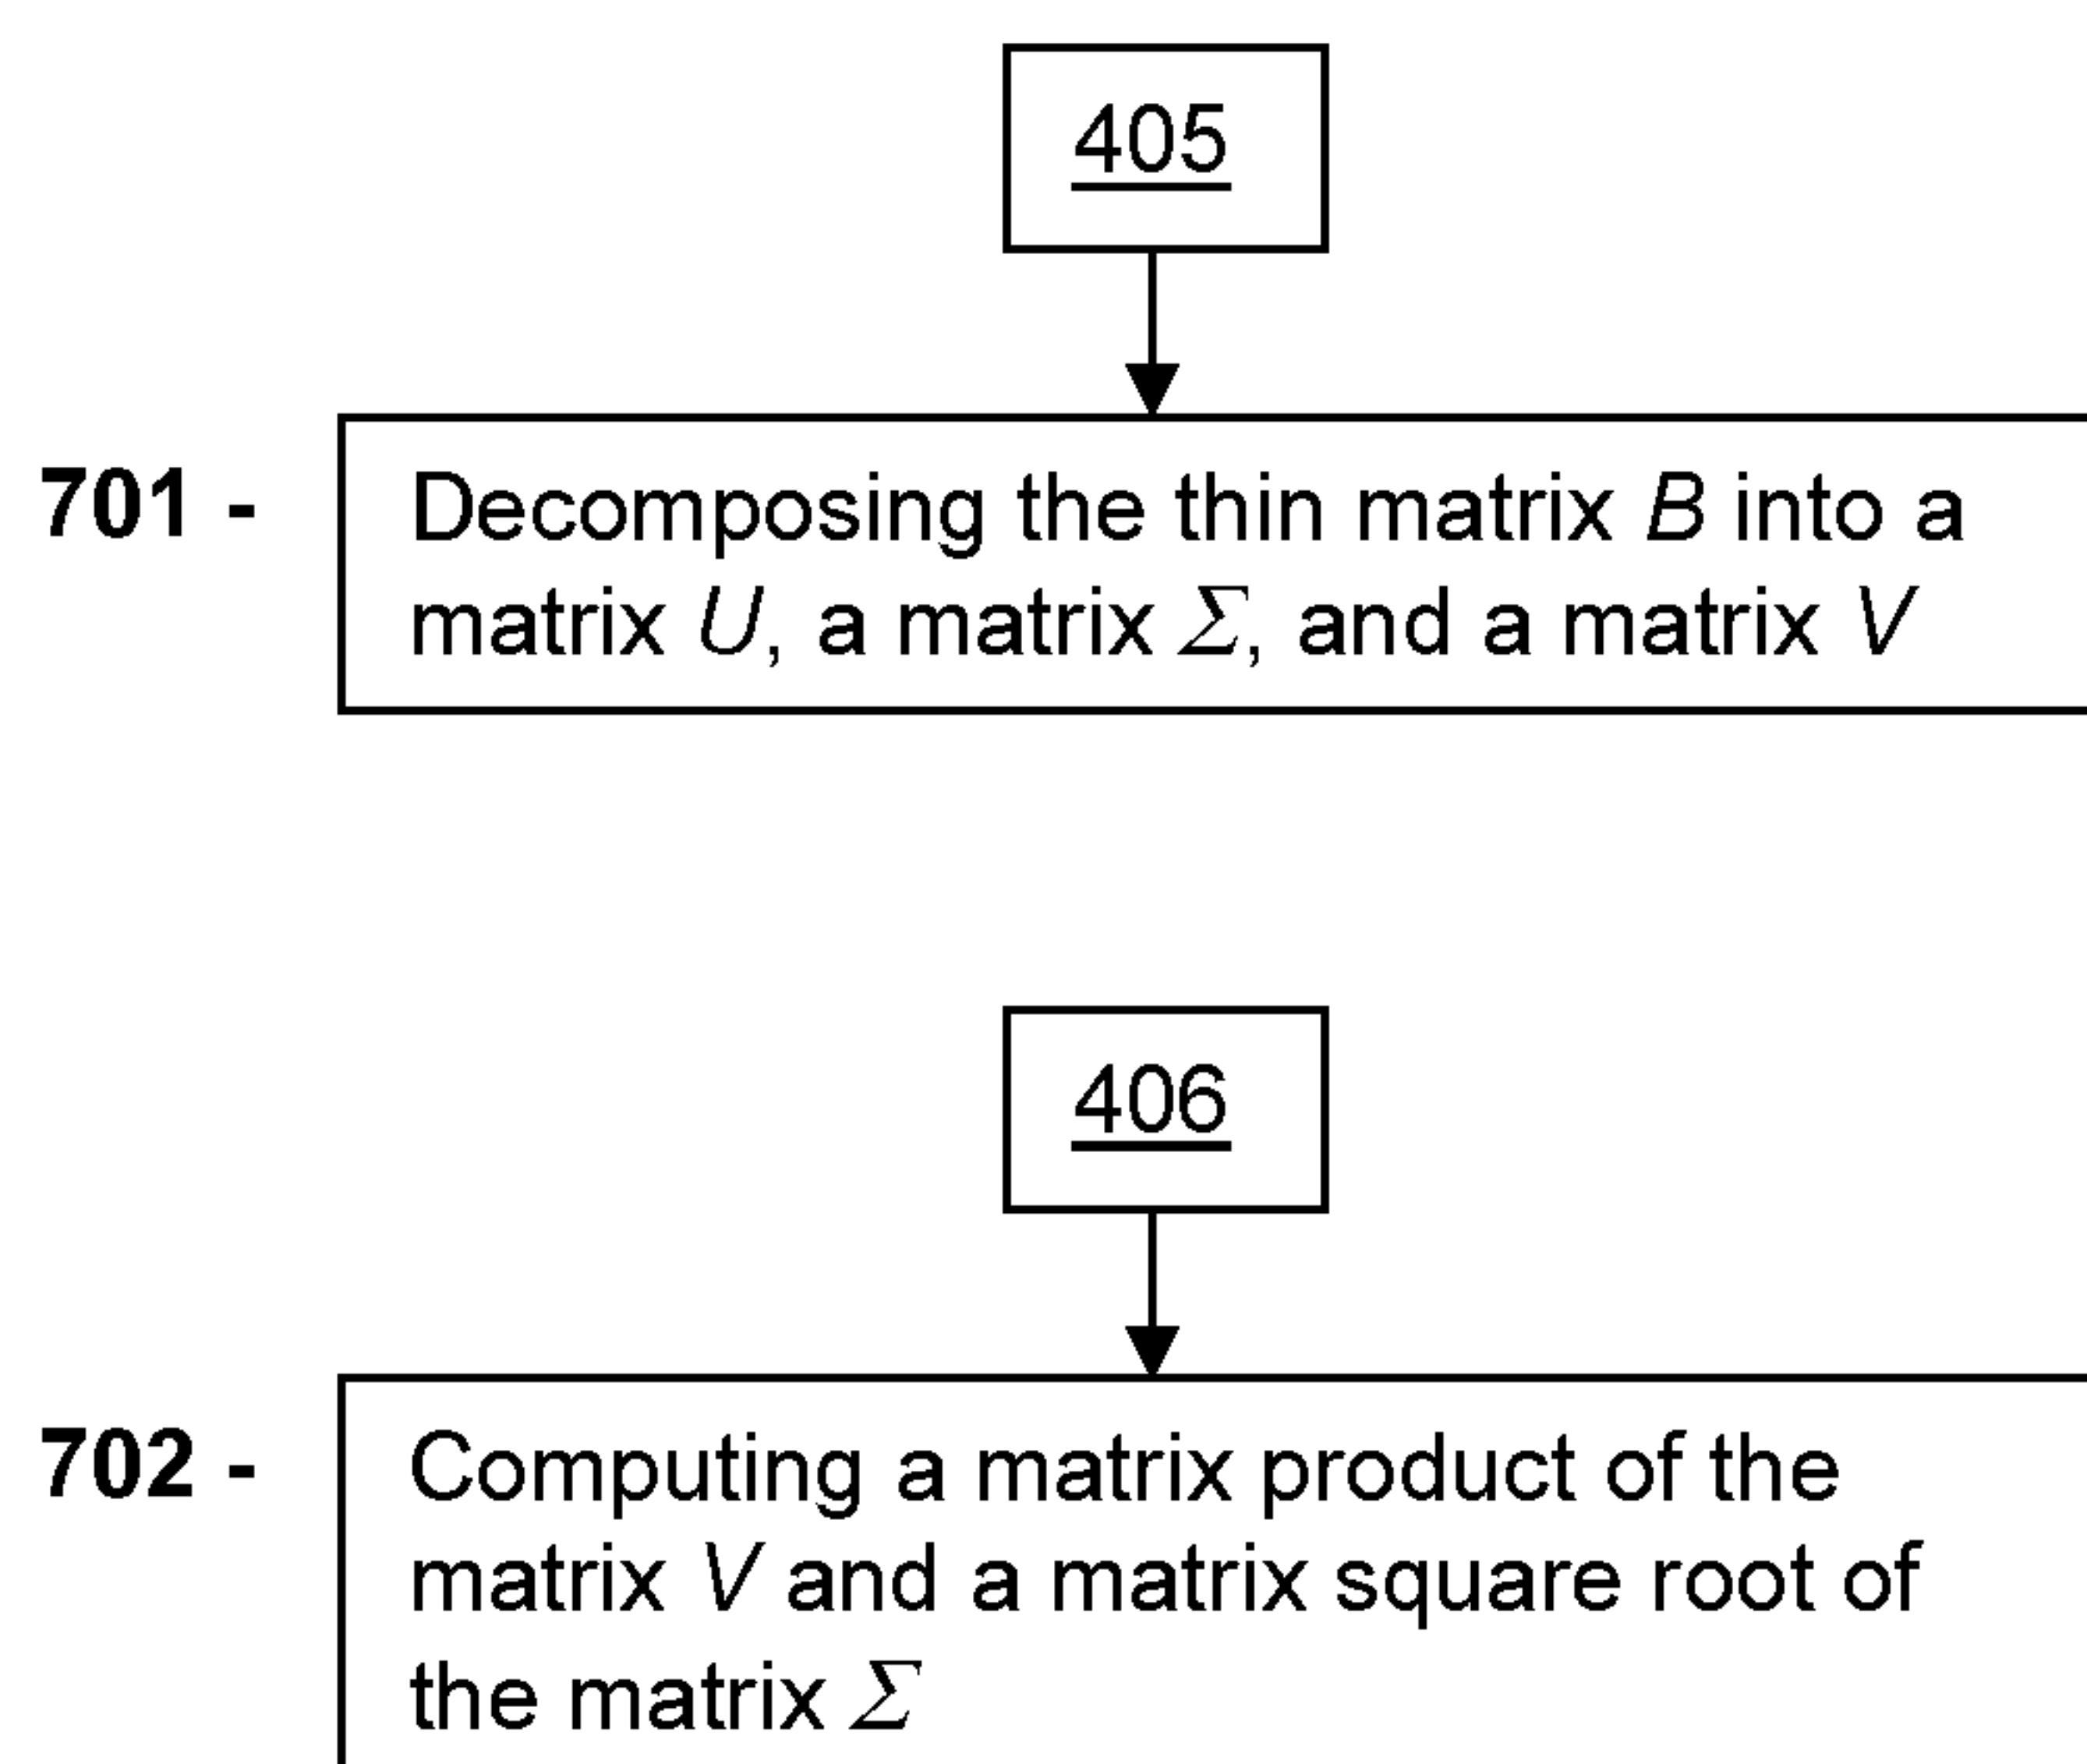 405
701 -
Decomposing the thin matrix B into a
matrix U, a matrix Σ, and a matrix V
406
702 -
Computing a matrix product of the
matrix V and a matrix square root of
the matrix Σ